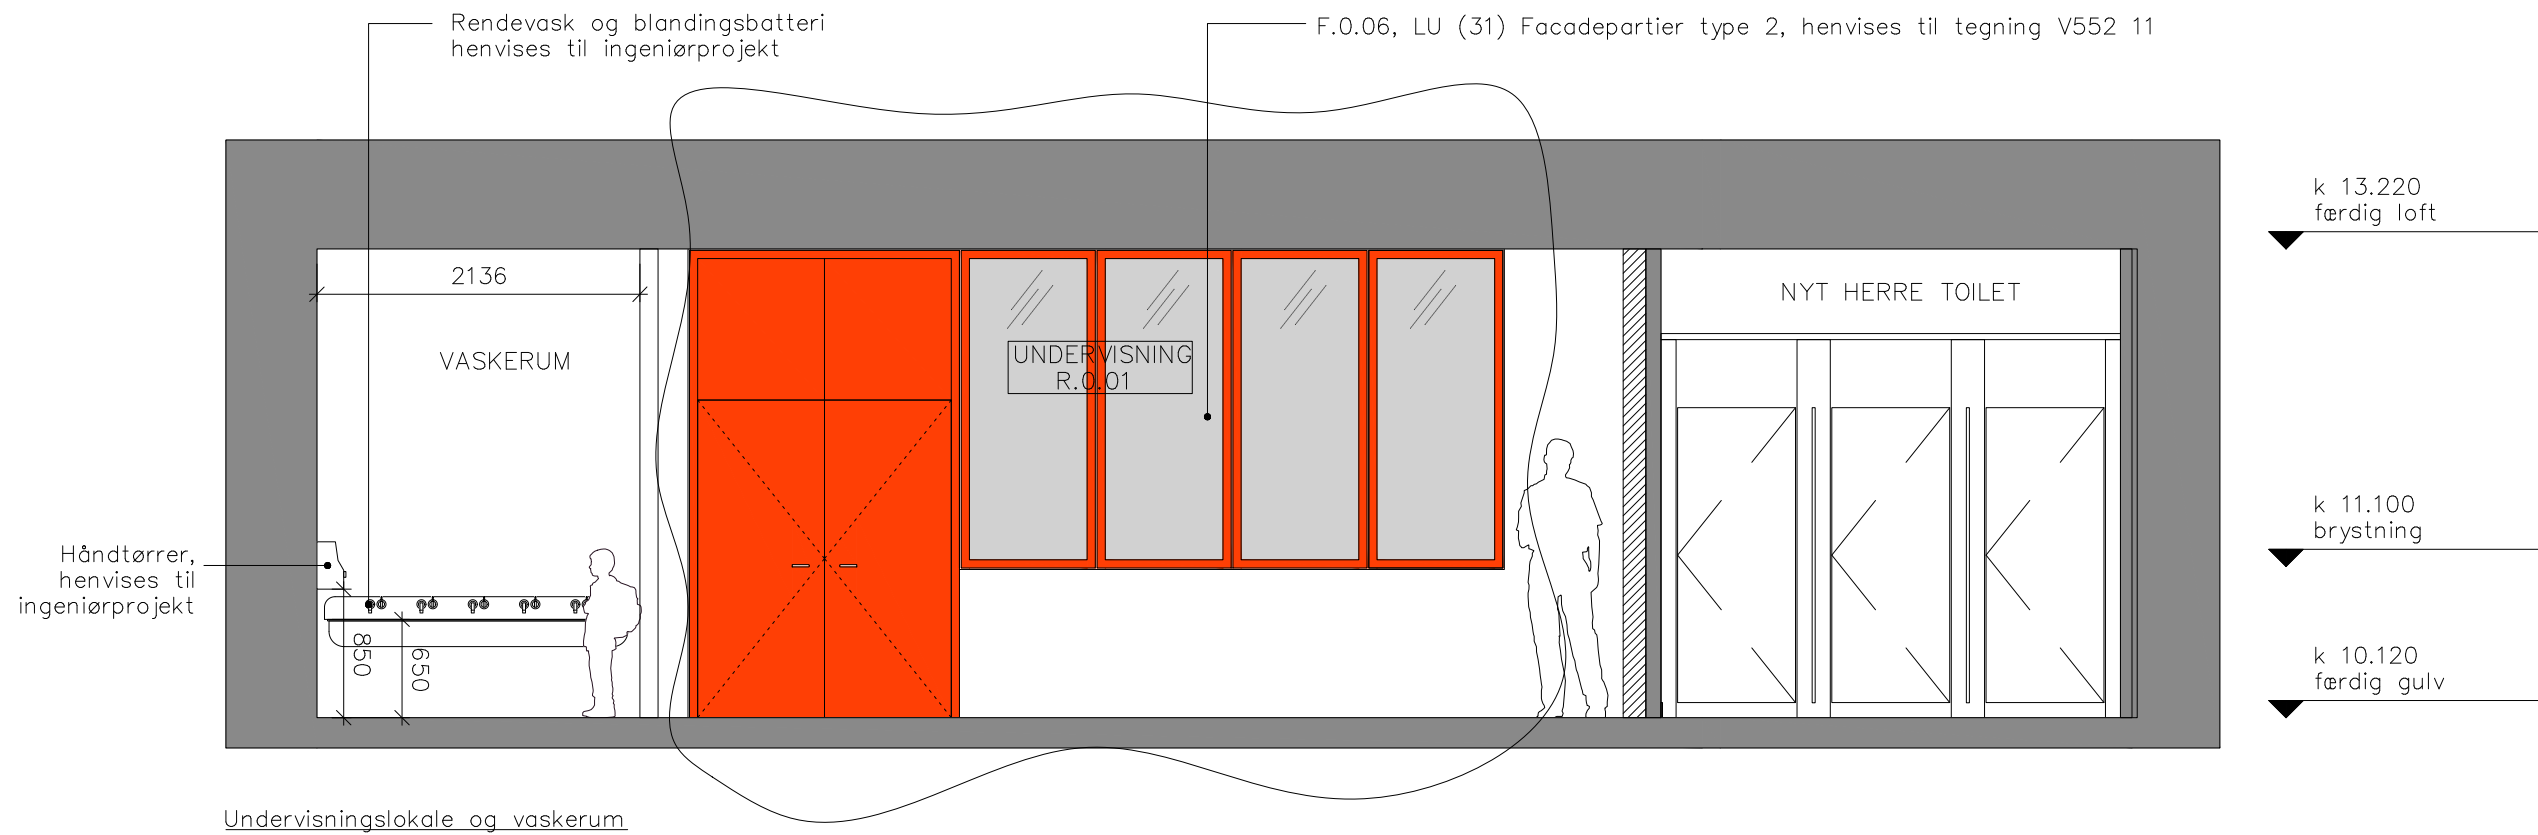 Rendevask og blandingsbatteri
henvises til ingeniørprojekt
F.0.06, LU (31) Facadepartier type 2, henvises til tegning V552 11
k 13.220
færdig loft
2136
NYT HERRE TOILET
VASKERUM
UNDERVISNING
R.0.01
k 11.100
brystning
Håndtørrer,
henvises til
ingeniørprojekt
850
650
k 10.120
færdig gulv
Undervisningslokale og vaskerum